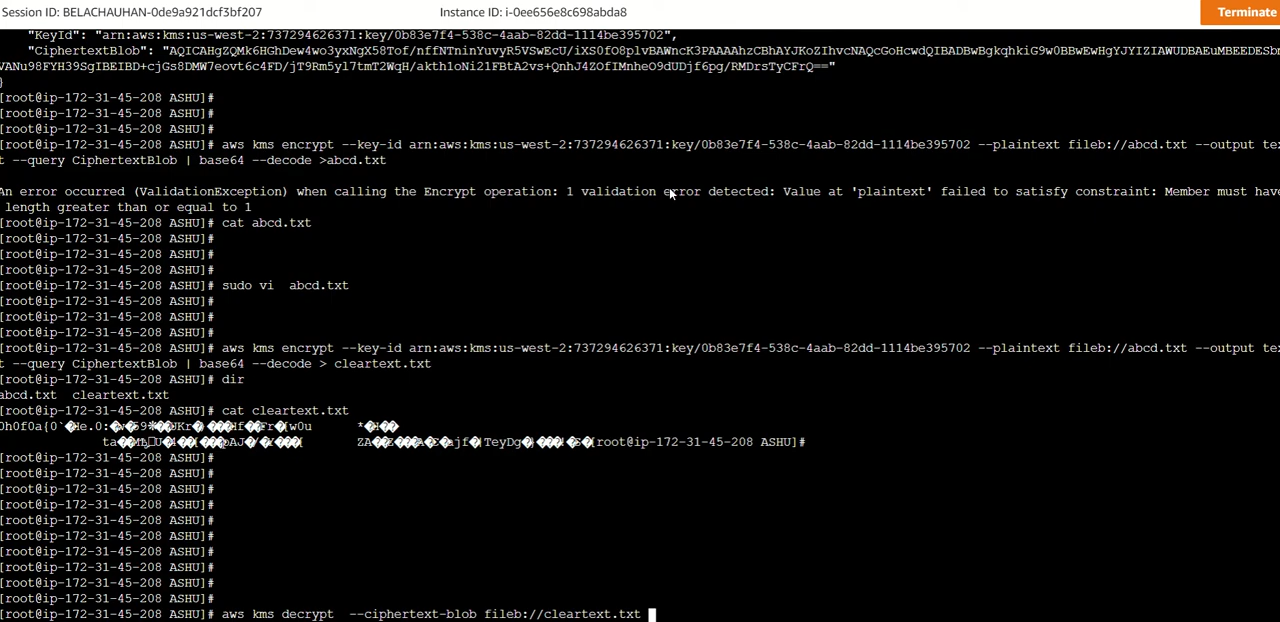 Session ID: BELACHAUHAN-0de9a921dcf3bf207 Instance ID: i-0ee656e8c698abda8 Terminate
"KeyId": "arn:aws:kms:us-west-2:737294626371:key/0b83e7f4-538c-4aab-82dd-1114be395702",
"CiphertextBlob": "AQICAHgZQMk6HGhDew4wo3yxNgX58Tof/nffNTninYuvyR5VSwEcU/iXS0fO8plvBAWncK3PAAAAhzCBhAYJKoZIhvcNAQcGoHcwdQIBADBwBgkqhkiG9w0BBwEwHgYJYIZIAWUDBAEuMBEEDESbn
VANu98FYH39SgIBEIBD+cjGs8DMW7eovt6c4FD/jT9Rm5yl7tmT2WqH/akth1oNi21FBtA2vs+QnhJ4ZOfIMnheO9dUDjf6pg/RMDrsTyCFrQ=="
}
[root@ip-172-31-45-208 ASHU]#
[root@ip-172-31-45-208 ASHU]#
[root@ip-172-31-45-208 ASHU]#
[root@ip-172-31-45-208 ASHU]# aws kms encrypt --key-id arn:aws:kms:us-west-2:737294626371:key/0b83e7f4-538c-4aab-82dd-1114be395702 --plaintext fileb://abcd.txt --output tex
t --query CiphertextBlob | base64 --decode >abcd.txt
An error occurred (ValidationException) when calling the Encrypt operation: 1 validation error detected: Value at 'plaintext' failed to satisfy constraint: Member must have
length greater than or equal to 1
[root@ip-172-31-45-208 ASHU]# cat abcd.txt
[root@ip-172-31-45-208 ASHU]#
[root@ip-172-31-45-208 ASHU]#
[root@ip-172-31-45-208 ASHU]#
[root@ip-172-31-45-208 ASHU]# sudo vi  abcd.txt
[root@ip-172-31-45-208 ASHU]#
[root@ip-172-31-45-208 ASHU]#
[root@ip-172-31-45-208 ASHU]#
[root@ip-172-31-45-208 ASHU]# aws kms encrypt --key-id arn:aws:kms:us-west-2:737294626371:key/0b83e7f4-538c-4aab-82dd-1114be395702 --plaintext fileb://abcd.txt --output tex
t --query CiphertextBlob | base64 --decode > cleartext.txt
[root@ip-172-31-45-208 ASHU]# dir
abcd.txt  cleartext.txt
[root@ip-172-31-45-208 ASHU]# cat cleartext.txt
[root@ip-172-31-45-208 ASHU]#
[root@ip-172-31-45-208 ASHU]#
[root@ip-172-31-45-208 ASHU]#
[root@ip-172-31-45-208 ASHU]#
[root@ip-172-31-45-208 ASHU]#
[root@ip-172-31-45-208 ASHU]#
[root@ip-172-31-45-208 ASHU]#
[root@ip-172-31-45-208 ASHU]#
[root@ip-172-31-45-208 ASHU]#
[root@ip-172-31-45-208 ASHU]#
[root@ip-172-31-45-208 ASHU]#
[root@ip-172-31-45-208 ASHU]# aws kms decrypt  --ciphertext-blob fileb://cleartext.txt